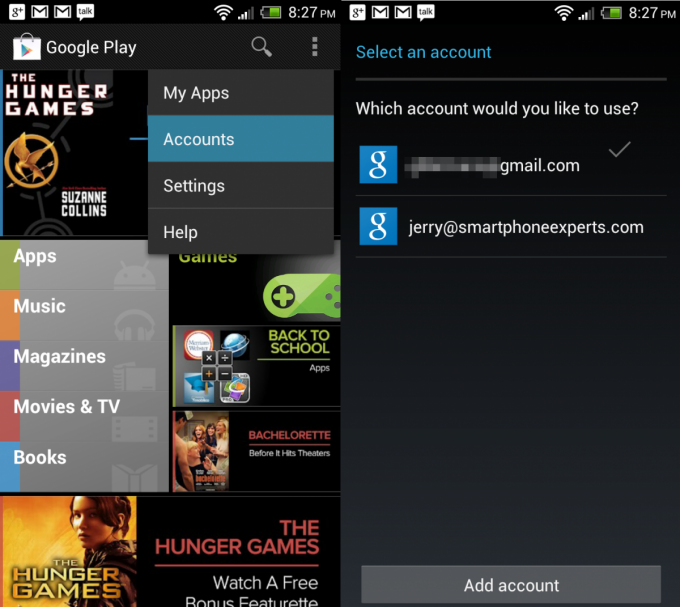 g+ talk 8:27 PM
Google Play
THE
HUNGER
GAMES
SUZANNE
COLLINS
My Apps
Accounts
Settings
Help
Apps
Music
Magazines
Movies & TV
Books
Games
BACK TO
SCHOOL
Apps
BACHELORETTE
Before It Hits Theaters
bachelorette
THE
HUNGER
GAMES
THE
HUNGER GAMES
Watch A Free
Bonus Featurette
g+ talk 8:27 PM
Select an account
Which account would you like to use?
g gmail.com
g jerry@smartphoneexperts.com
Add account